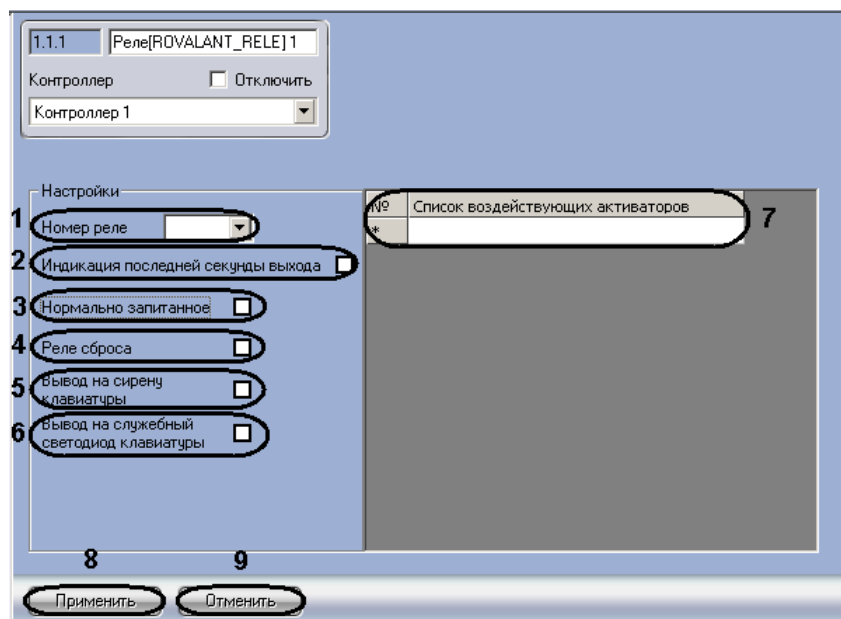 1.1.1 Реле[ROVALANT_RELE] 1
Контроллер Отключить
Контроллер 1
Настройки
№ Список воздействующих активаторов 7
*
1 Номер реле
2 Индикация последней секунды выхода
3 Нормально запитанное
4 Реле сброса
5 Вывод на сирену
клавиатуры
6 Вывод на служебный
светодиод клавиатуры
8 9
Применить Отменить